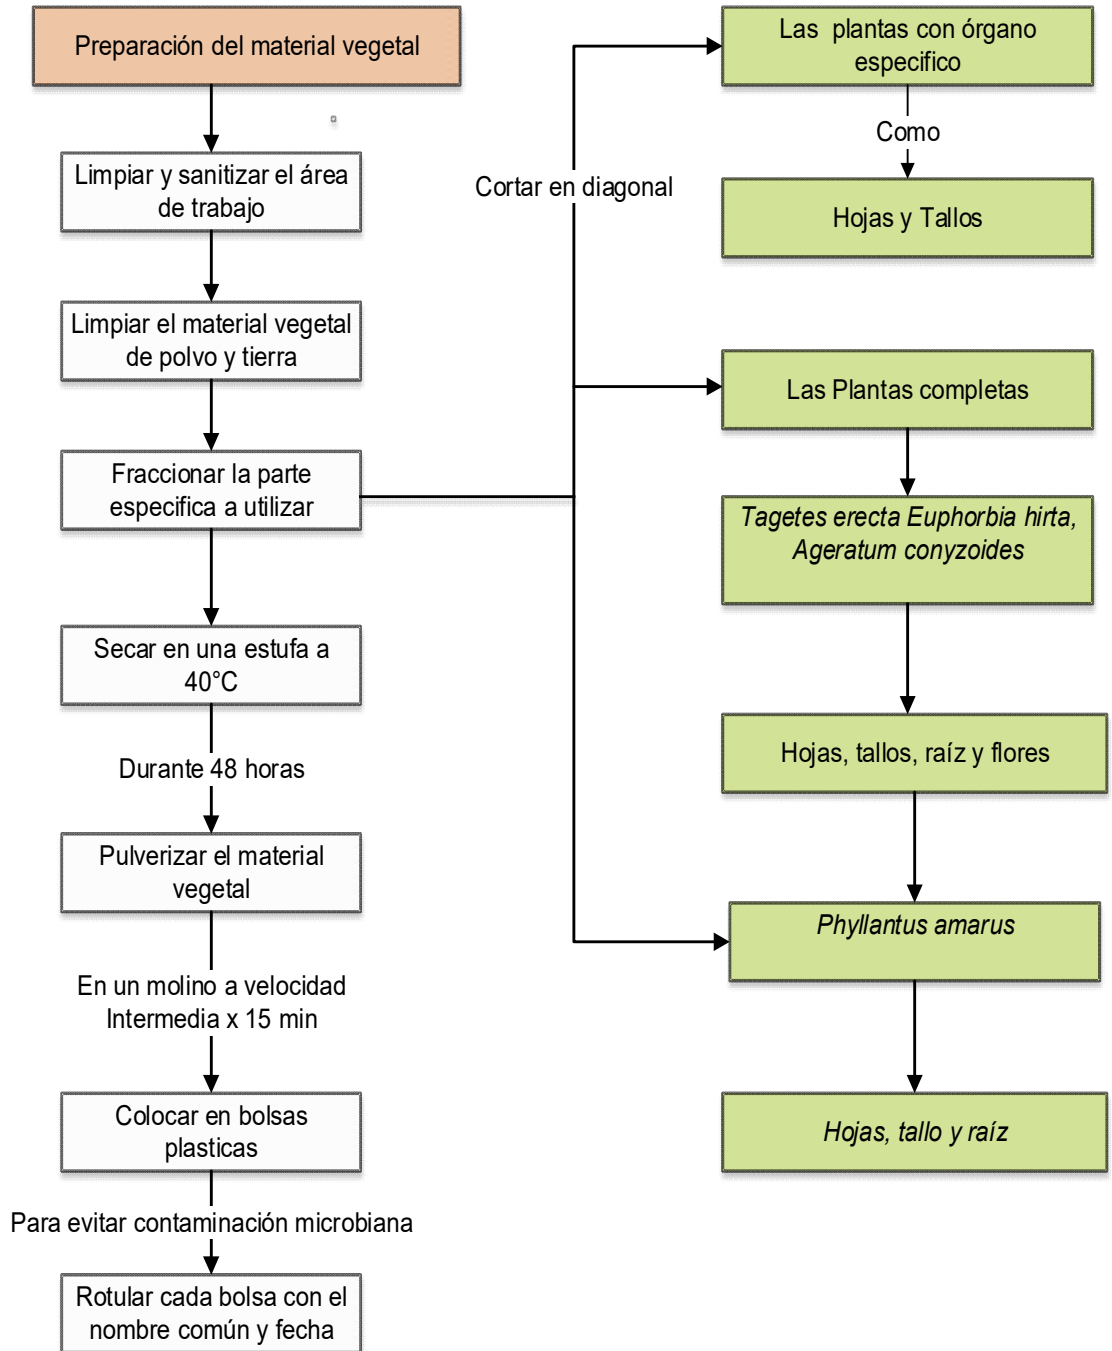 Preparación del material vegetal
Limpiar y sanitizar el área
de trabajo
Limpiar el material vegetal
de polvo y tierra
Fraccionar la parte
especifica a utilizar
Secar en una estufa a
40°C
Durante 48 horas
Pulverizar el material
vegetal
En un molino a velocidad
Intermedia x 15 min
Colocar en bolsas
plasticas
Para evitar contaminación microbiana
Rotular cada bolsa con el
nombre común y fecha
Cortar en diagonal
Las plantas con órgano
especifico
Como
Hojas y Tallos
Las Plantas completas
Tagetes erecta Euphorbia hirta,
Ageratum conyzoides
Hojas, tallos, raíz y flores
Phyllantus amarus
Hojas, tallo y raíz